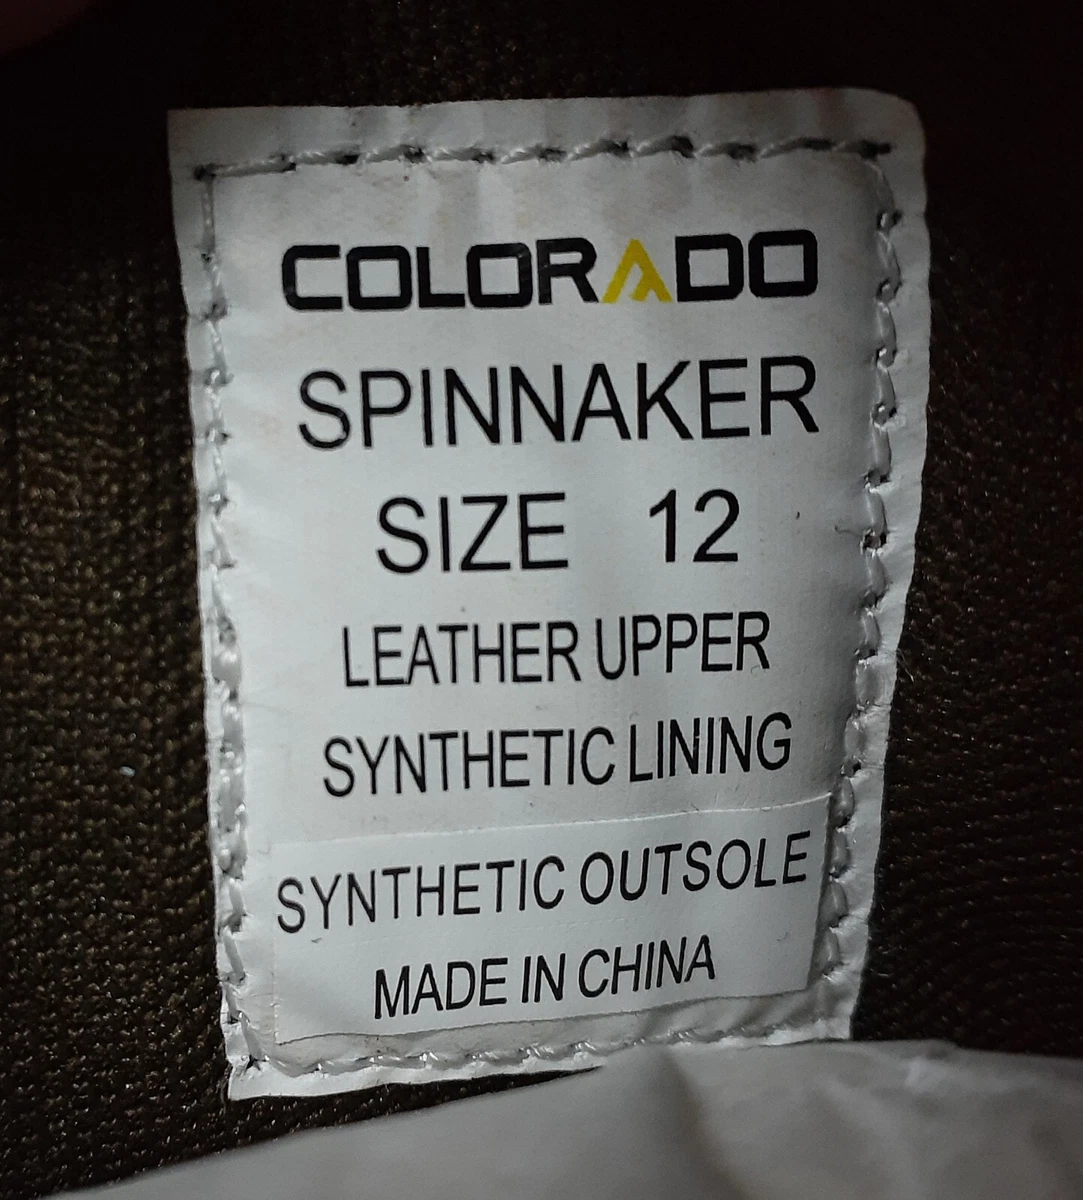 COLORADO
SPINNAKER
SIZE 12
LEATHER UPPER
SYNTHETIC LINING
SYNTHETIC OUTSOLE
MADE IN CHINA